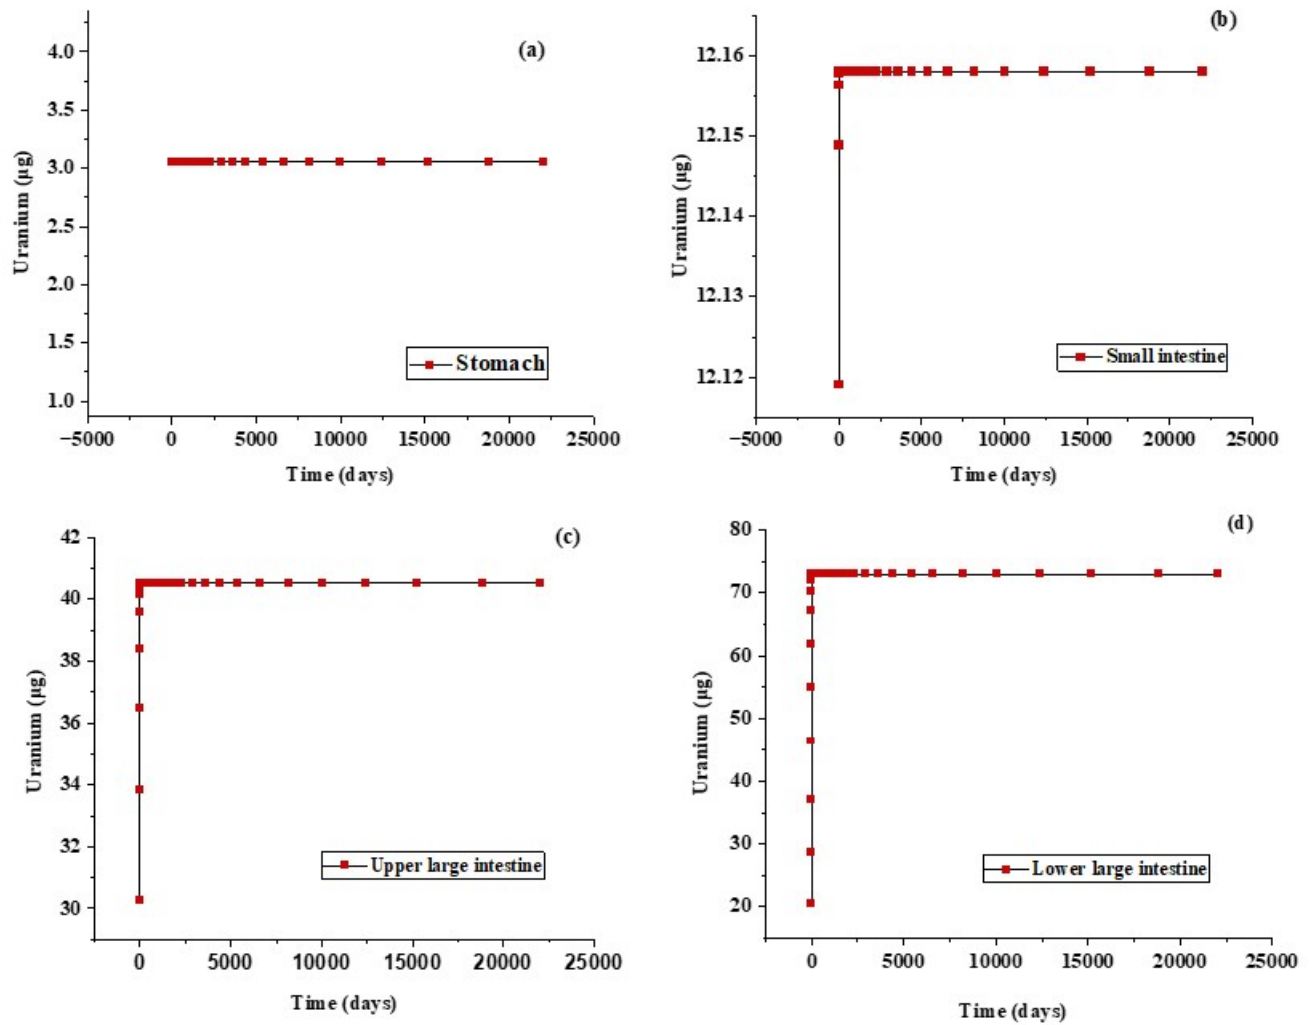 (a)
4.0
3.5
3.0
2.5
2.0
1.5
1.0
Uranium (µg)
Stomach
−5000 0 5000 10000 15000 20000 25000
Time (days)
(b)
12.16
12.15
12.14
12.13
12.12
Uranium (µg)
Small intestine
−5000 0 5000 10000 15000 20000 25000
Time (days)
(c)
42
40
38
36
34
32
30
Uranium (µg)
Upper large intestine
0 5000 10000 15000 20000 25000
Time (days)
(d)
80
70
60
50
40
30
20
Uranium (µg)
Lower large intestine
0 5000 10000 15000 20000 25000
Time (days)